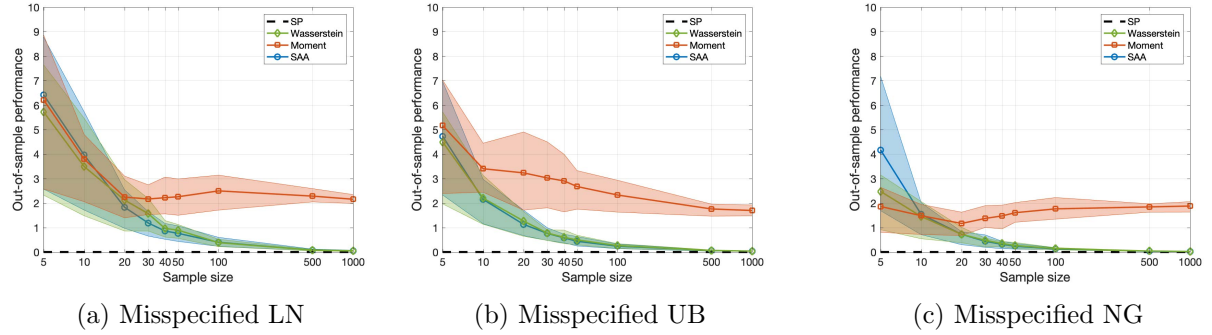 10
9
8
7
6
5
4
3
2
1
0
Out-of-sample performance
SP
Wasserstein
Moment
SAA
5 10 20 30 40 50 100 500 1000
Sample size
(a) Misspecified LN
10
9
8
7
6
5
4
3
2
1
0
Out-of-sample performance
SP
Wasserstein
Moment
SAA
5 10 20 30 40 50 100 500 1000
Sample size
(b) Misspecified UB
10
9
8
7
6
5
4
3
2
1
0
Out-of-sample performance
SP
Wasserstein
Moment
SAA
5 10 20 30 40 50 100 500 1000
Sample size
(c) Misspecified NG